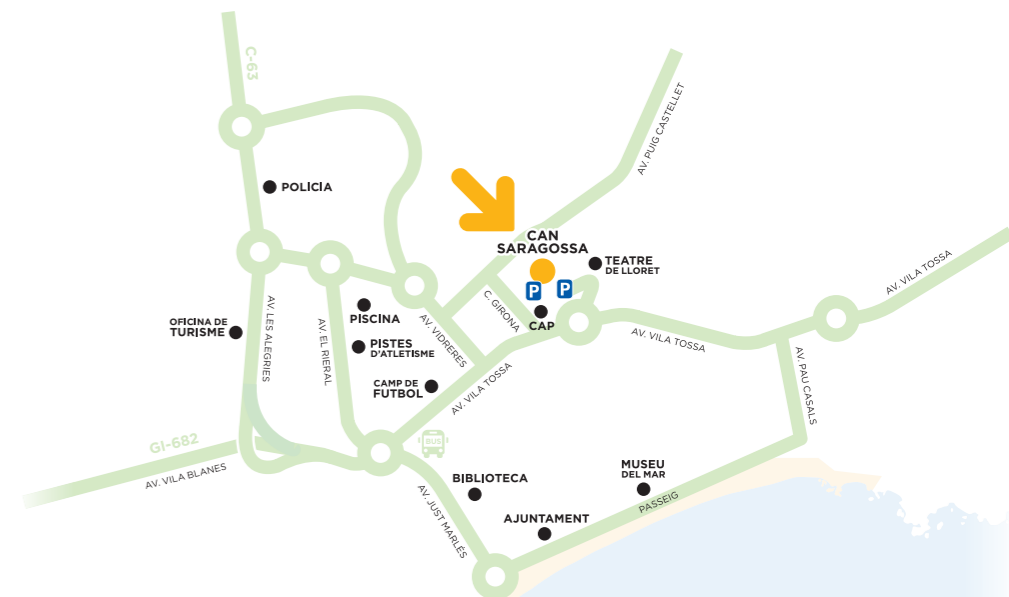 C-63
AV. PUIG CASTELLET
POLICIA
CAN
SARAGOSSA
TEATRE
DE LLORET
AV. VILA TOSSA
P
P
OFICINA DE
TURISME
AV. LES ALEGRIES
AV. EL RIERAL
PISCINA
PISTES
D'ATLETISME
AV. VIDRERES
C. GIRONA
CAP
AV. VILA TOSSA
CAMP DE
FUTBOL
AV. VILA TOSSA
AV. PAU CASALS
GI-682
AV. VILA BLANES
BUS
BIBLIOTECA
AV. JUST MARLÉS
AJUNTAMENT
MUSEU
DEL MAR
PASSEIG